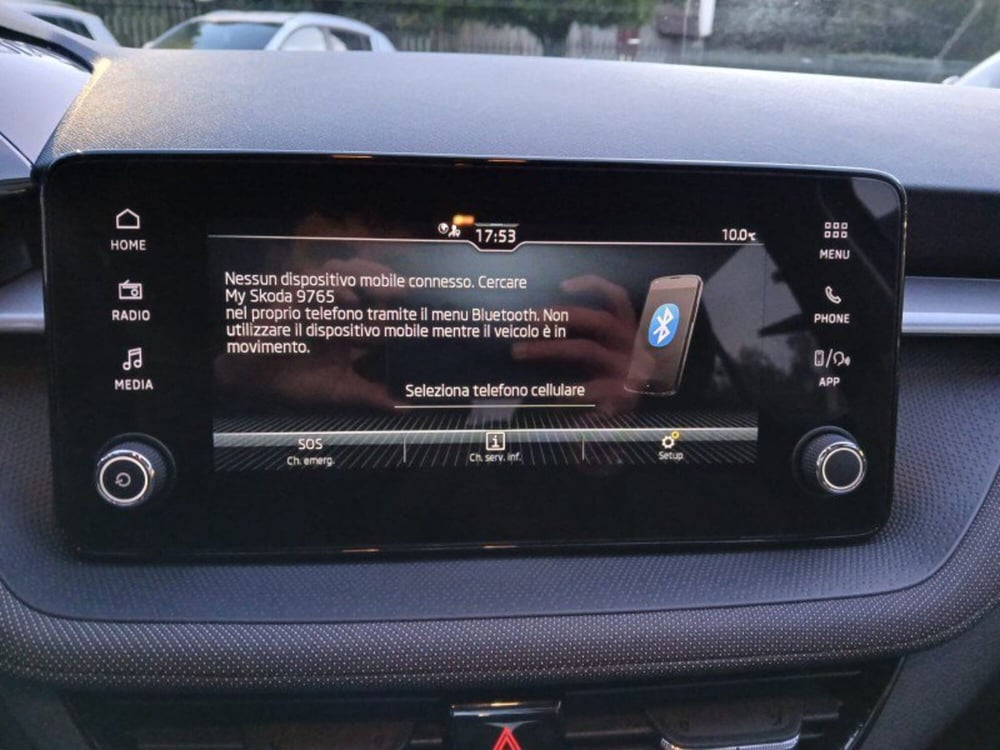 17:53
10.0°C
HOME
RADIO
MEDIA
Nessun dispositivo mobile connesso. Cercare
My Skoda 9765
nel proprio telefono tramite il menu Bluetooth. Non
utilizzare il dispositivo mobile mentre il veicolo è in
movimento.
Seleziona telefono cellulare
SOS
Ch. emerg.
i
Ch. serv. inf.
Setup
MENU
PHONE
APP